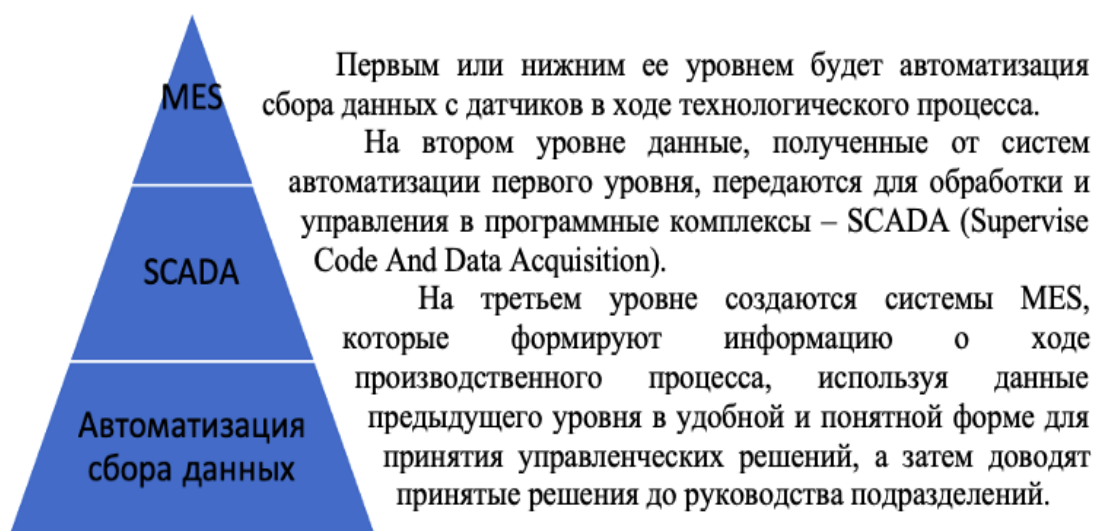 MES
SCADA
Автоматизация
сбора данных
Первым или нижним ее уровнем будет автоматизация
сбора данных с датчиков в ходе технологического процесса.
На втором уровне данные, полученные от систем
автоматизации первого уровня, передаются для обработки и
управления в программные комплексы – SCADA (Supervise
Code And Data Acquisition).
На третьем уровне создаются системы MES,
которые формируют информацию о ходе
производственного процесса, используя данные
предыдущего уровня в удобной и понятной форме для
принятия управленческих решений, а затем доводят
принятые решения до руководства подразделений.